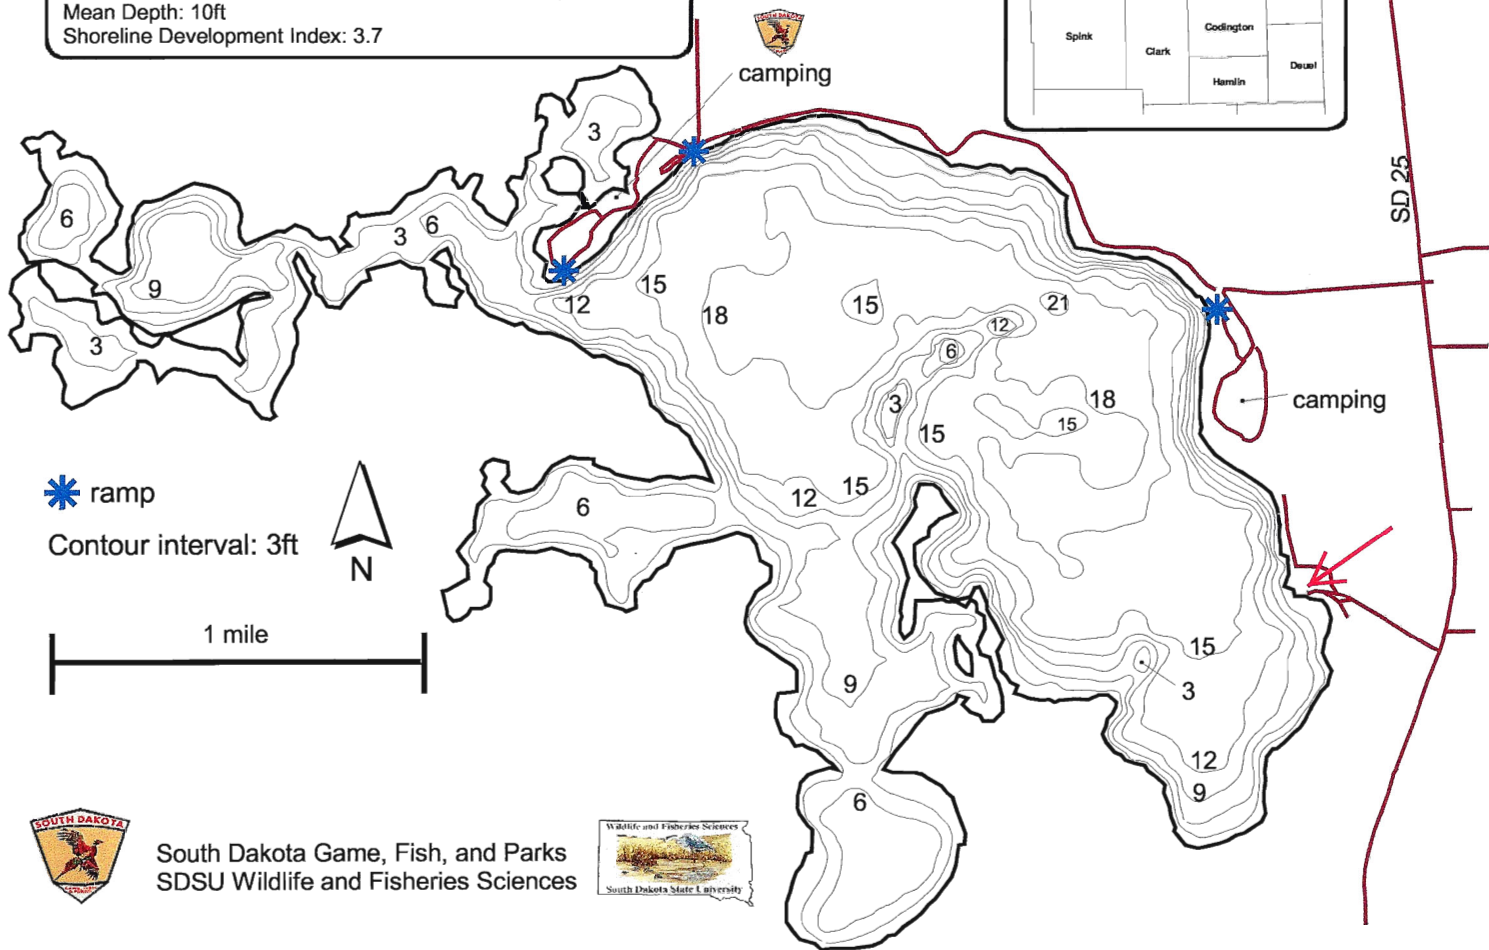 Mean Depth: 10ft
Shoreline Development Index: 3.7
SOUTH DAKOTA
camping
Spink
Clark
Codington
Hamlin
Deuel
SD 25
3
6
3
6
9
3
12
15
18
15
12
21
6
3
15
18
15
camping
12
15
6
ramp
Contour interval: 3ft
N
1 mile
9
15
3
12
9
6
SOUTH DAKOTA
South Dakota Game, Fish, and Parks
SDSU Wildlife and Fisheries Sciences
Wildlife and Fisheries Sciences
South Dakota State University